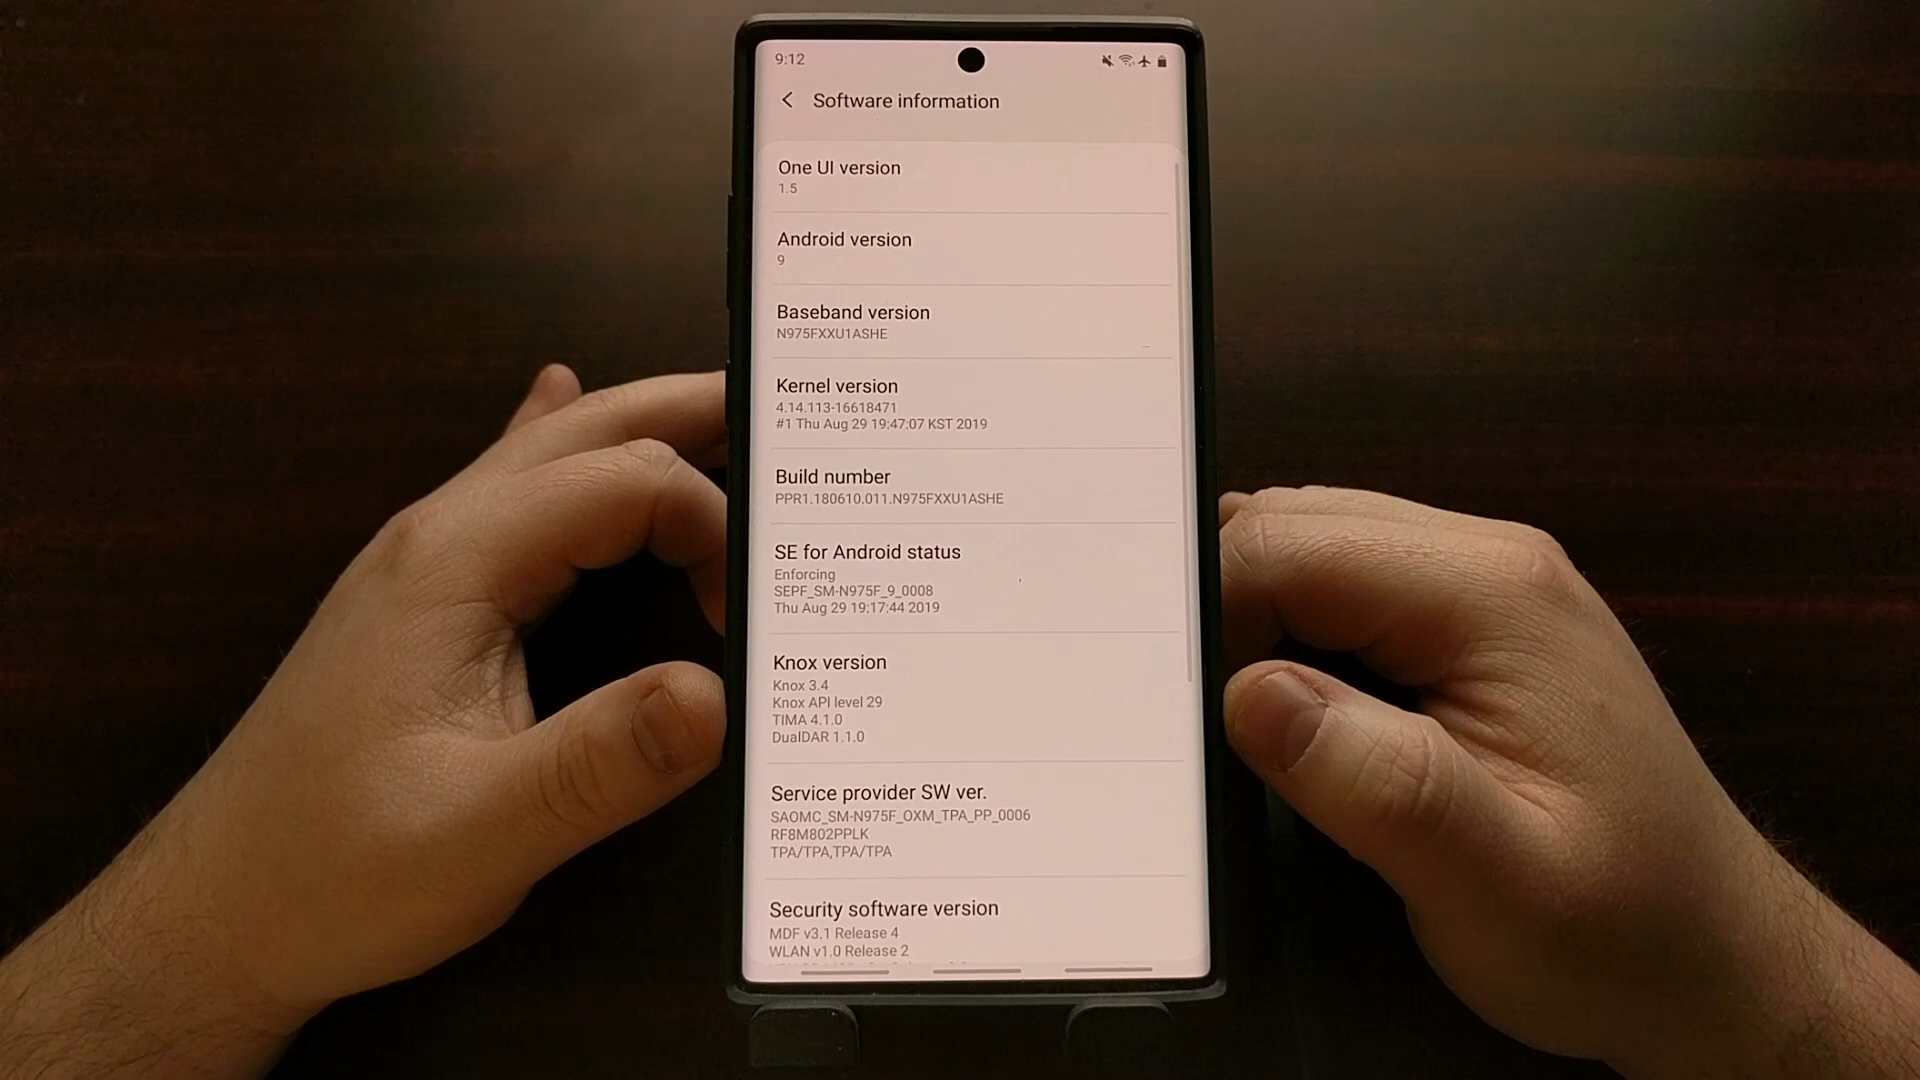 9:12
Software information
One UI version
1.5
Android version
9
Baseband version
N975FXXU1ASHE
Kernel version
4.14.113-16618471
#1 Thu Aug 29 19:47:07 KST 2019
Build number
PPR1.180610.011.N975FXXU1ASHE
SE for Android status
Enforcing
SEPF_SM-N975F_9_0008
Thu Aug 29 19:17:44 2019
Knox version
Knox 3.4
Knox API level 29
TIMA 4.1.0
DualDAR 1.1.0
Service provider SW ver.
SAOMC_SM-N975F_OXM_TPA_PP_0006
RF8M802PPLK
TPA/TPA,TPA/TPA
Security software version
MDF v3.1 Release 4
WLAN v1.0 Release 2